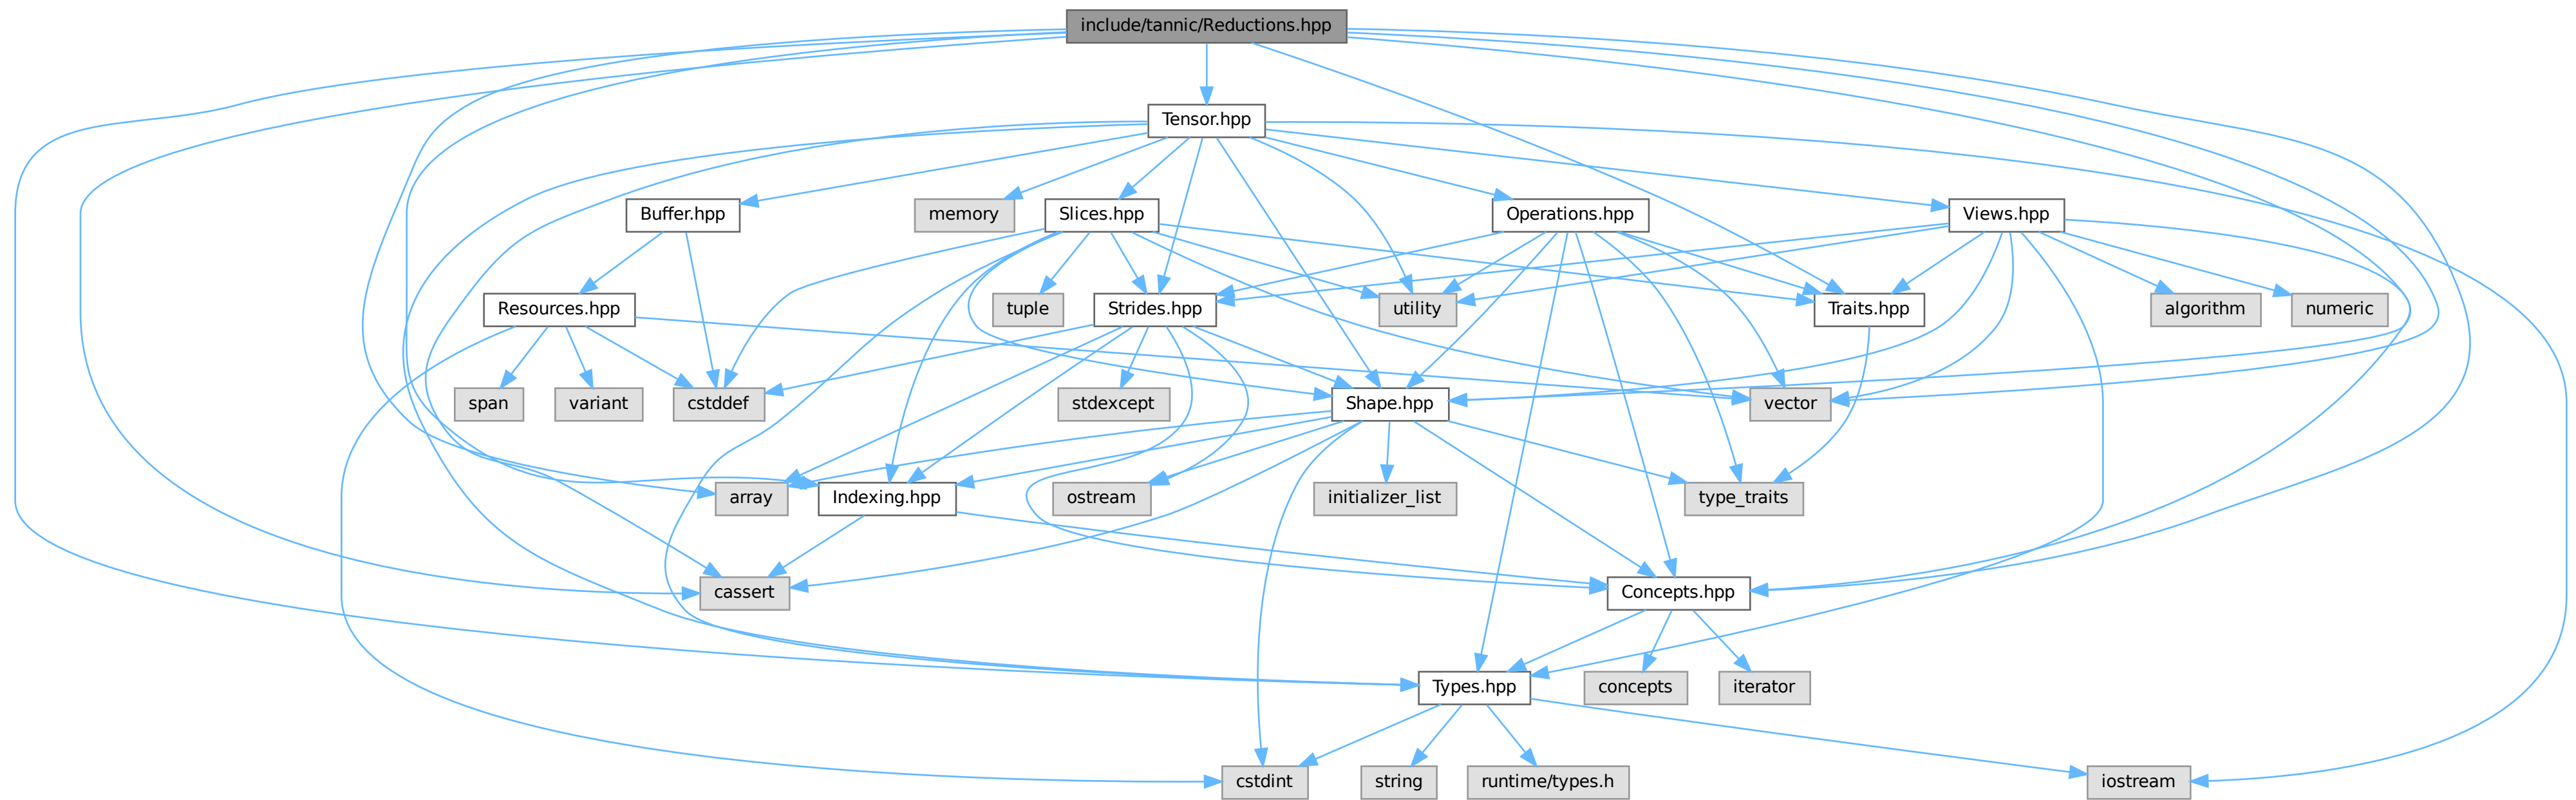 include/tannic/Reductions.hpp
Tensor.hpp
Buffer.hpp
memory
Slices.hpp
Operations.hpp
Views.hpp
Resources.hpp
tuple
Strides.hpp
utility
Traits.hpp
algorithm
numeric
span
variant
cstddef
stdexcept
Shape.hpp
vector
array
Indexing.hpp
ostream
initializer_list
type_traits
cassert
Concepts.hpp
Types.hpp
concepts
iterator
cstdint
string
runtime/types.h
iostream